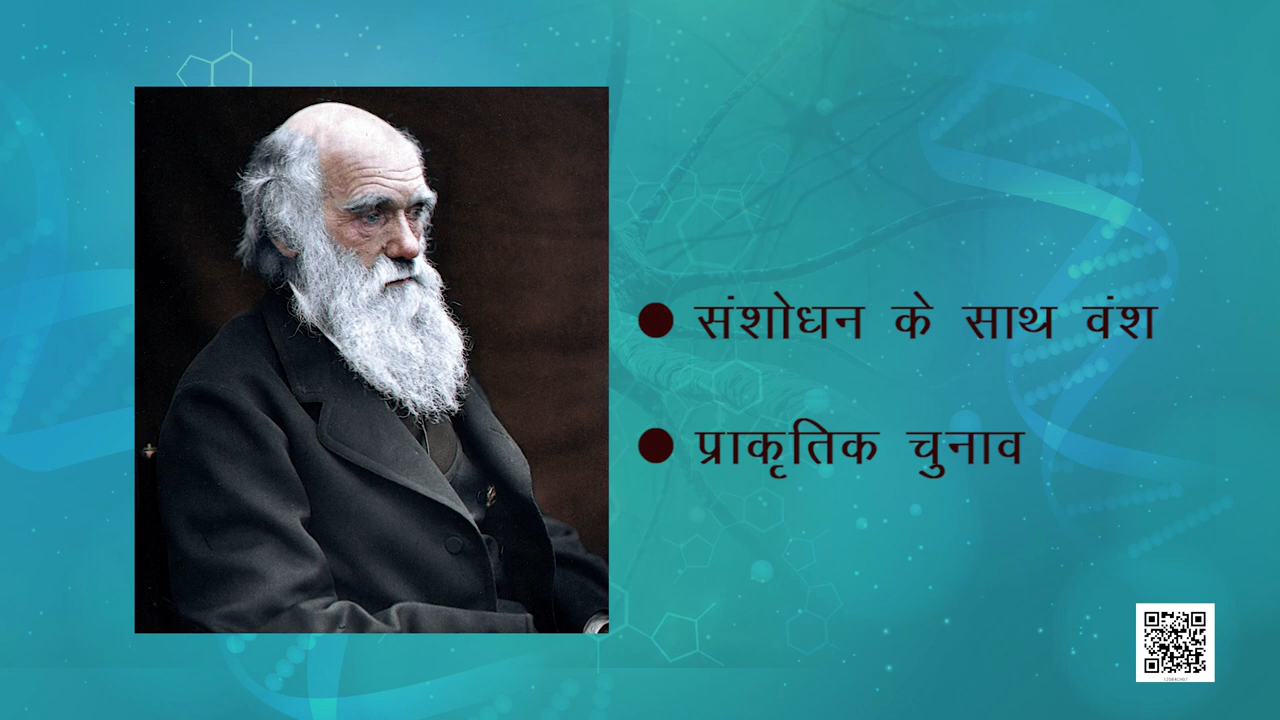 संशोधन के साथ वंश
प्राकृतिक चुनाव